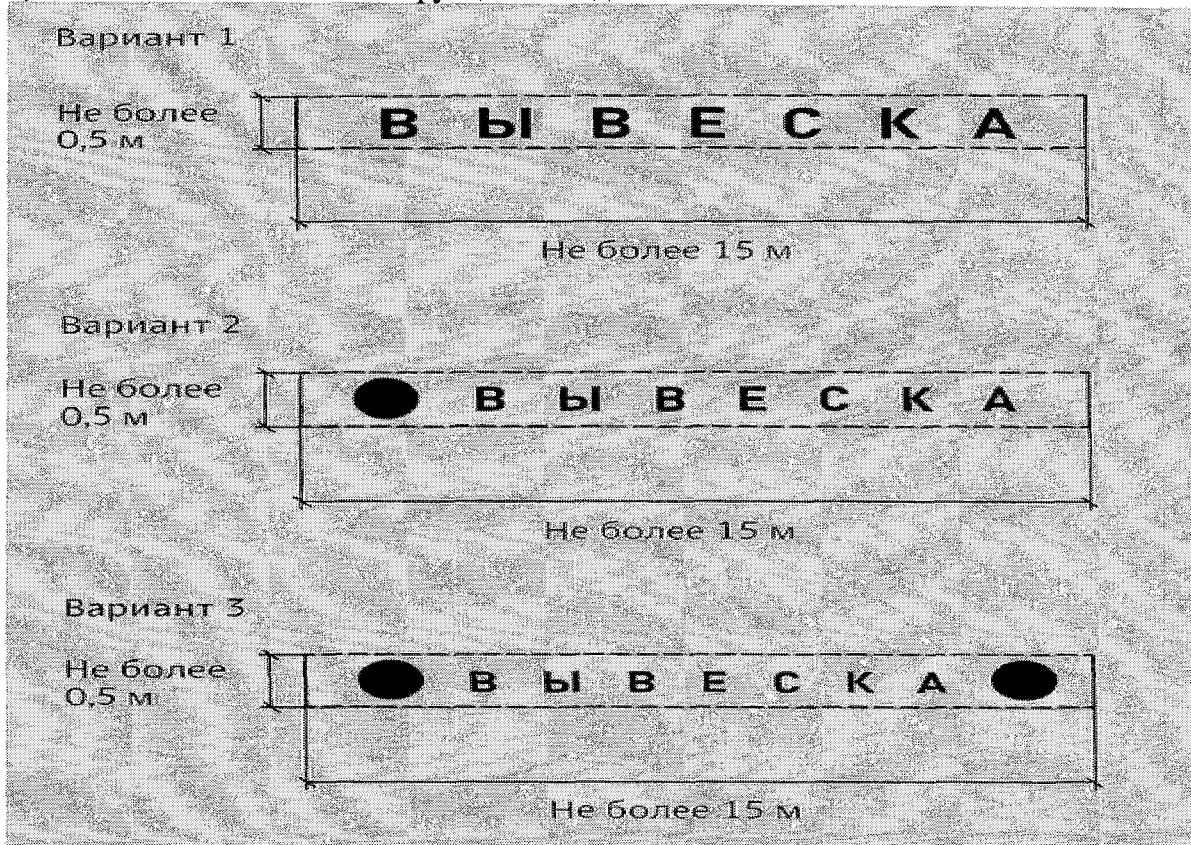 Вариант 1
Не более
0,5 м
В Ы В Е С К А
Не более 15 м
Вариант 2
Не более
0,5 м
В Ы В Е С К А
Не более 15 м
Вариант 3
Не более
0,5 м
В Ы В Е С К А
Не более 15 м